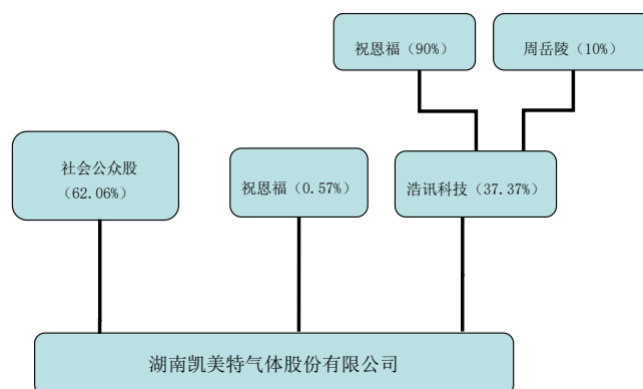 祝恩福（90%）
周岳陵（10%）
社会公众股
（62.06%）
祝恩福（0.57%）
浩讯科技（37.37%）
湖南凯美特气体股份有限公司